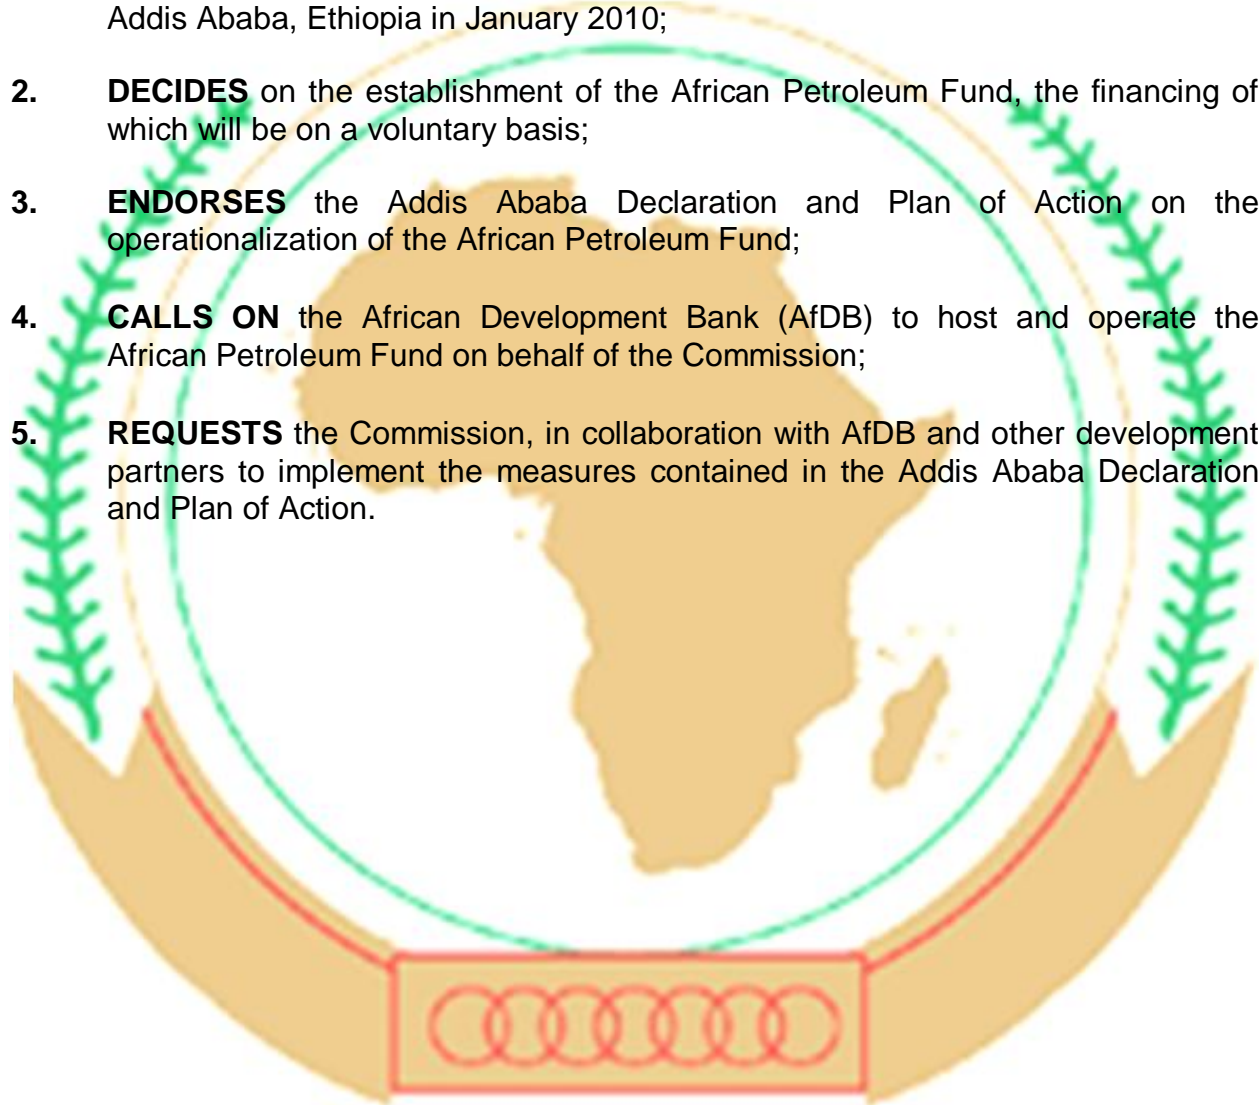 Addis Ababa, Ethiopia in January 2010;
2. DECIDES on the establishment of the African Petroleum Fund, the financing of
which will be on a voluntary basis;
3. ENDORSES the Addis Ababa Declaration and Plan of Action on the
operationalization of the African Petroleum Fund;
4. CALLS ON the African Development Bank (AfDB) to host and operate the
African Petroleum Fund on behalf of the Commission;
5. REQUESTS the Commission, in collaboration with AfDB and other development
partners to implement the measures contained in the Addis Ababa Declaration
and Plan of Action.